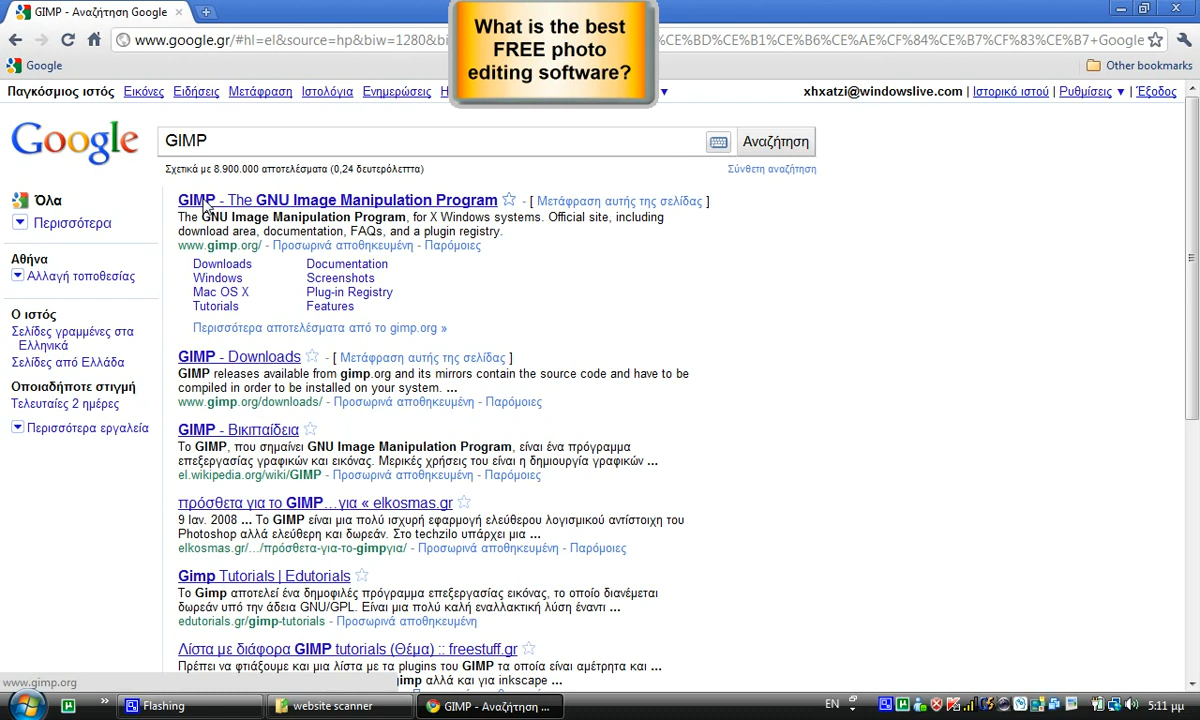 GIMP - Αναζήτηση Google
What is the best
FREE photo
editing software?
www.google.gr/#hl=el&source=hp&biw=1280&bi
%CE%BD%CE%B1%CE%B6%CE%AE%CF%84%CE%B7%CF%83%CE%B7+Google
Google
Other bookmarks
Παγκόσμιος ιστός Εικόνες Ειδήσεις Μετάφραση Ιστολόγια Ενημερώσεις
xhxatzi@windowslive.com | Ιστορικό ιστού | Ρυθμίσεις ▼ | Έξοδος
Google
GIMP
Αναζήτηση
Σχετικά με 8.900.000 αποτελέσματα (0,24 δευτερόλεπτα)
Σύνθετη αναζήτηση
Όλα
Περισσότερα
Αθήνα
Αλλαγή τοποθεσίας
Ο ιστός
Σελίδες γραμμένες στα
Ελληνικά
Σελίδες από Ελλάδα
Οποιαδήποτε στιγμή
Τελευταίες 2 ημέρες
Περισσότερα εργαλεία
GIMP - The GNU Image Manipulation Program - [ Μετάφραση αυτής της σελίδας ]
The GNU Image Manipulation Program, for X Windows systems. Official site, including
download area, documentation, FAQs, and a plugin registry.
www.gimp.org/ - Προσωρινά αποθηκευμένη - Παρόμοιες
Downloads Documentation
Windows Screenshots
Mac OS X Plug-in Registry
Tutorials Features
Περισσότερα αποτελέσματα από το gimp.org »
GIMP - Downloads - [ Μετάφραση αυτής της σελίδας ]
GIMP releases available from gimp.org and its mirrors contain the source code and have to be
compiled in order to be installed on your system. ...
www.gimp.org/downloads/ - Προσωρινά αποθηκευμένη - Παρόμοιες
GIMP - Βικιπαίδεια
Το GIMP, που σημαίνει GNU Image Manipulation Program, είναι ένα πρόγραμμα
επεξεργασίας γραφικών και εικόνας. Μερικές χρήσεις του είναι η δημιουργία γραφικών ...
el.wikipedia.org/wiki/GIMP - Προσωρινά αποθηκευμένη - Παρόμοιες
πρόσθετα για το GIMP…για « elkosmas.gr
9 Ιαν. 2008 ... Το GIMP είναι μια πολύ ισχυρή εφαρμογή ελεύθερου λογισμικού αντίστοιχη του
Photoshop αλλά ελεύθερη και δωρεάν. Στο techzilo υπάρχει μια ...
elkosmas.gr/.../πρόσθετα-για-το-gimpγια/ - Προσωρινά αποθηκευμένη - Παρόμοιες
Gimp Tutorials | Edutorials
Το Gimp αποτελεί ένα δημοφιλές πρόγραμμα επεξεργασίας εικόνας, το οποίο διανέμεται
δωρεάν υπό την άδεια GNU/GPL. Είναι μια πολύ καλή εναλλακτική λύση έναντι ...
edutorials.gr/gimp-tutorials - Προσωρινά αποθηκευμένη
Λίστα με διάφορα GIMP tutorials (Θέμα) :: freestuff.gr
Πρέπει να φτιάξουμε και μια λίστα με τα plugins του GIMP τα οποία είναι αμέτρητα και ...
gimp αλλά και για inkscape ...
www.gimp.org
Flashing
website scanner
GIMP - Αναζήτηση ...
EN
5:11 μμ